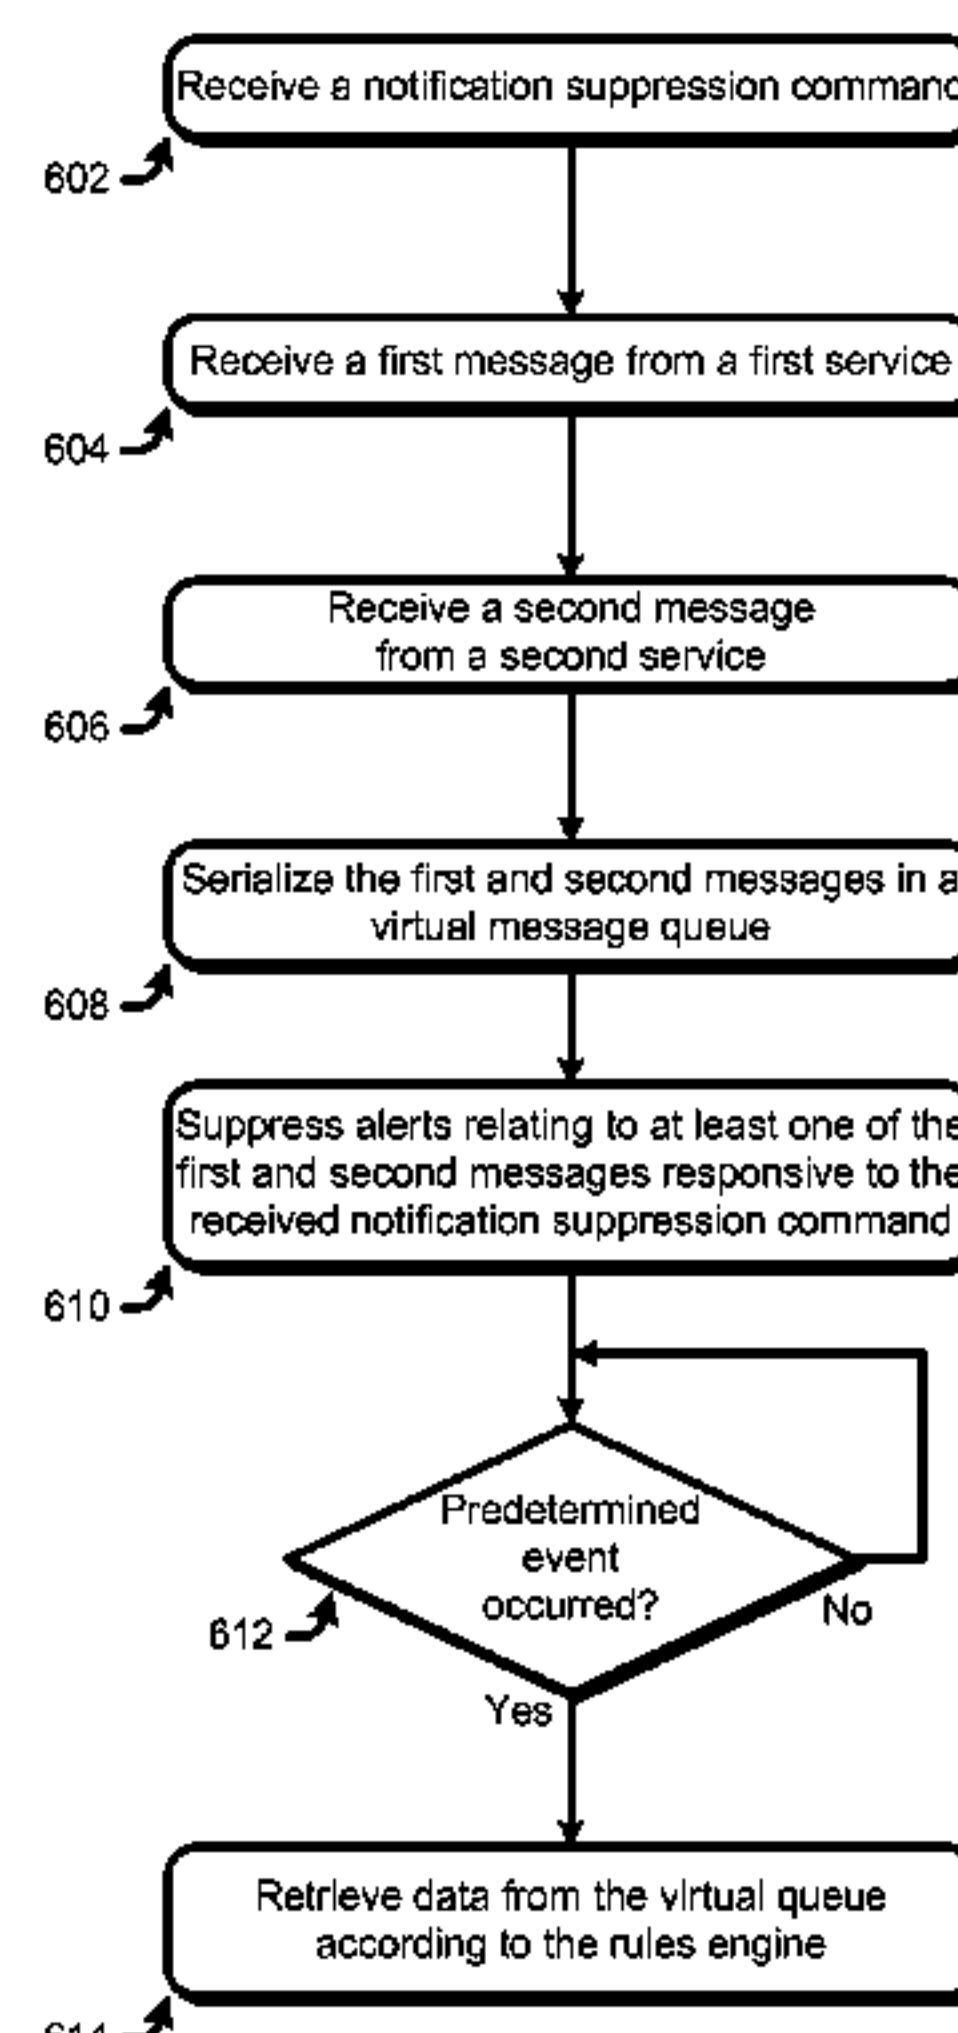 Receive a notification suppression command
602
Receive a first message from a first service
604
Receive a second message
from a second service
606
Serialize the first and second messages in a
virtual message queue
608
Suppress alerts relating to at least one of the
first and second messages responsive to the
received notification suppression command
610
Predetermined
event
occurred?
612
No
Yes
Retrieve data from the virtual queue
according to the rules engine
614